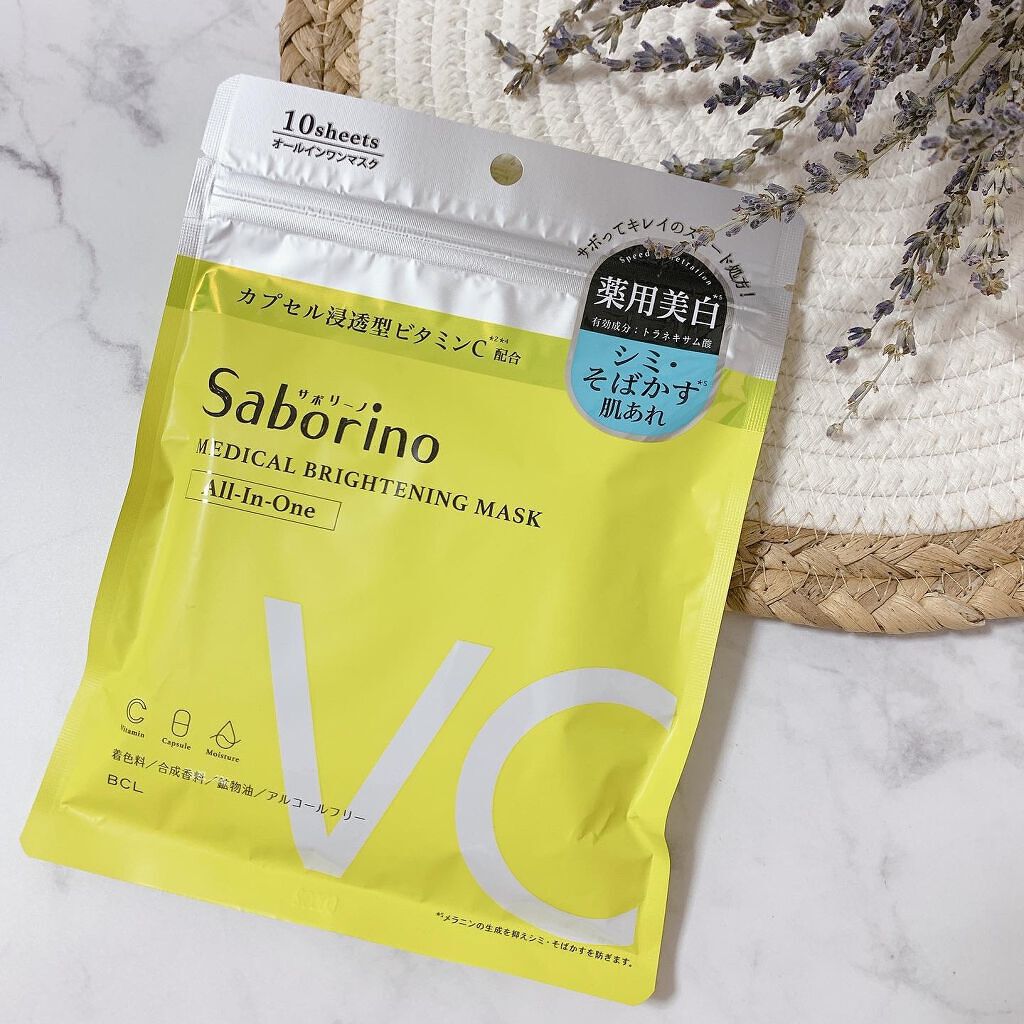 10sheets
オールインワンマスク
サボってキレイのスピード処方!
Speed Penetration
薬用美白*5
有効成分：トラネキサム酸
シミ・
そばかす*5
肌あれ
カプセル浸透型ビタミンC*2*4 配合
サボリーノ
Saborino
MEDICAL BRIGHTENING MASK
All-In-One
VC
Vitamin Capsule Moisture
着色料／合成香料／鉱物油／アルコールフリー
BCL
*5メラニンの生成を抑えシミ・そばかすを防ぎます。